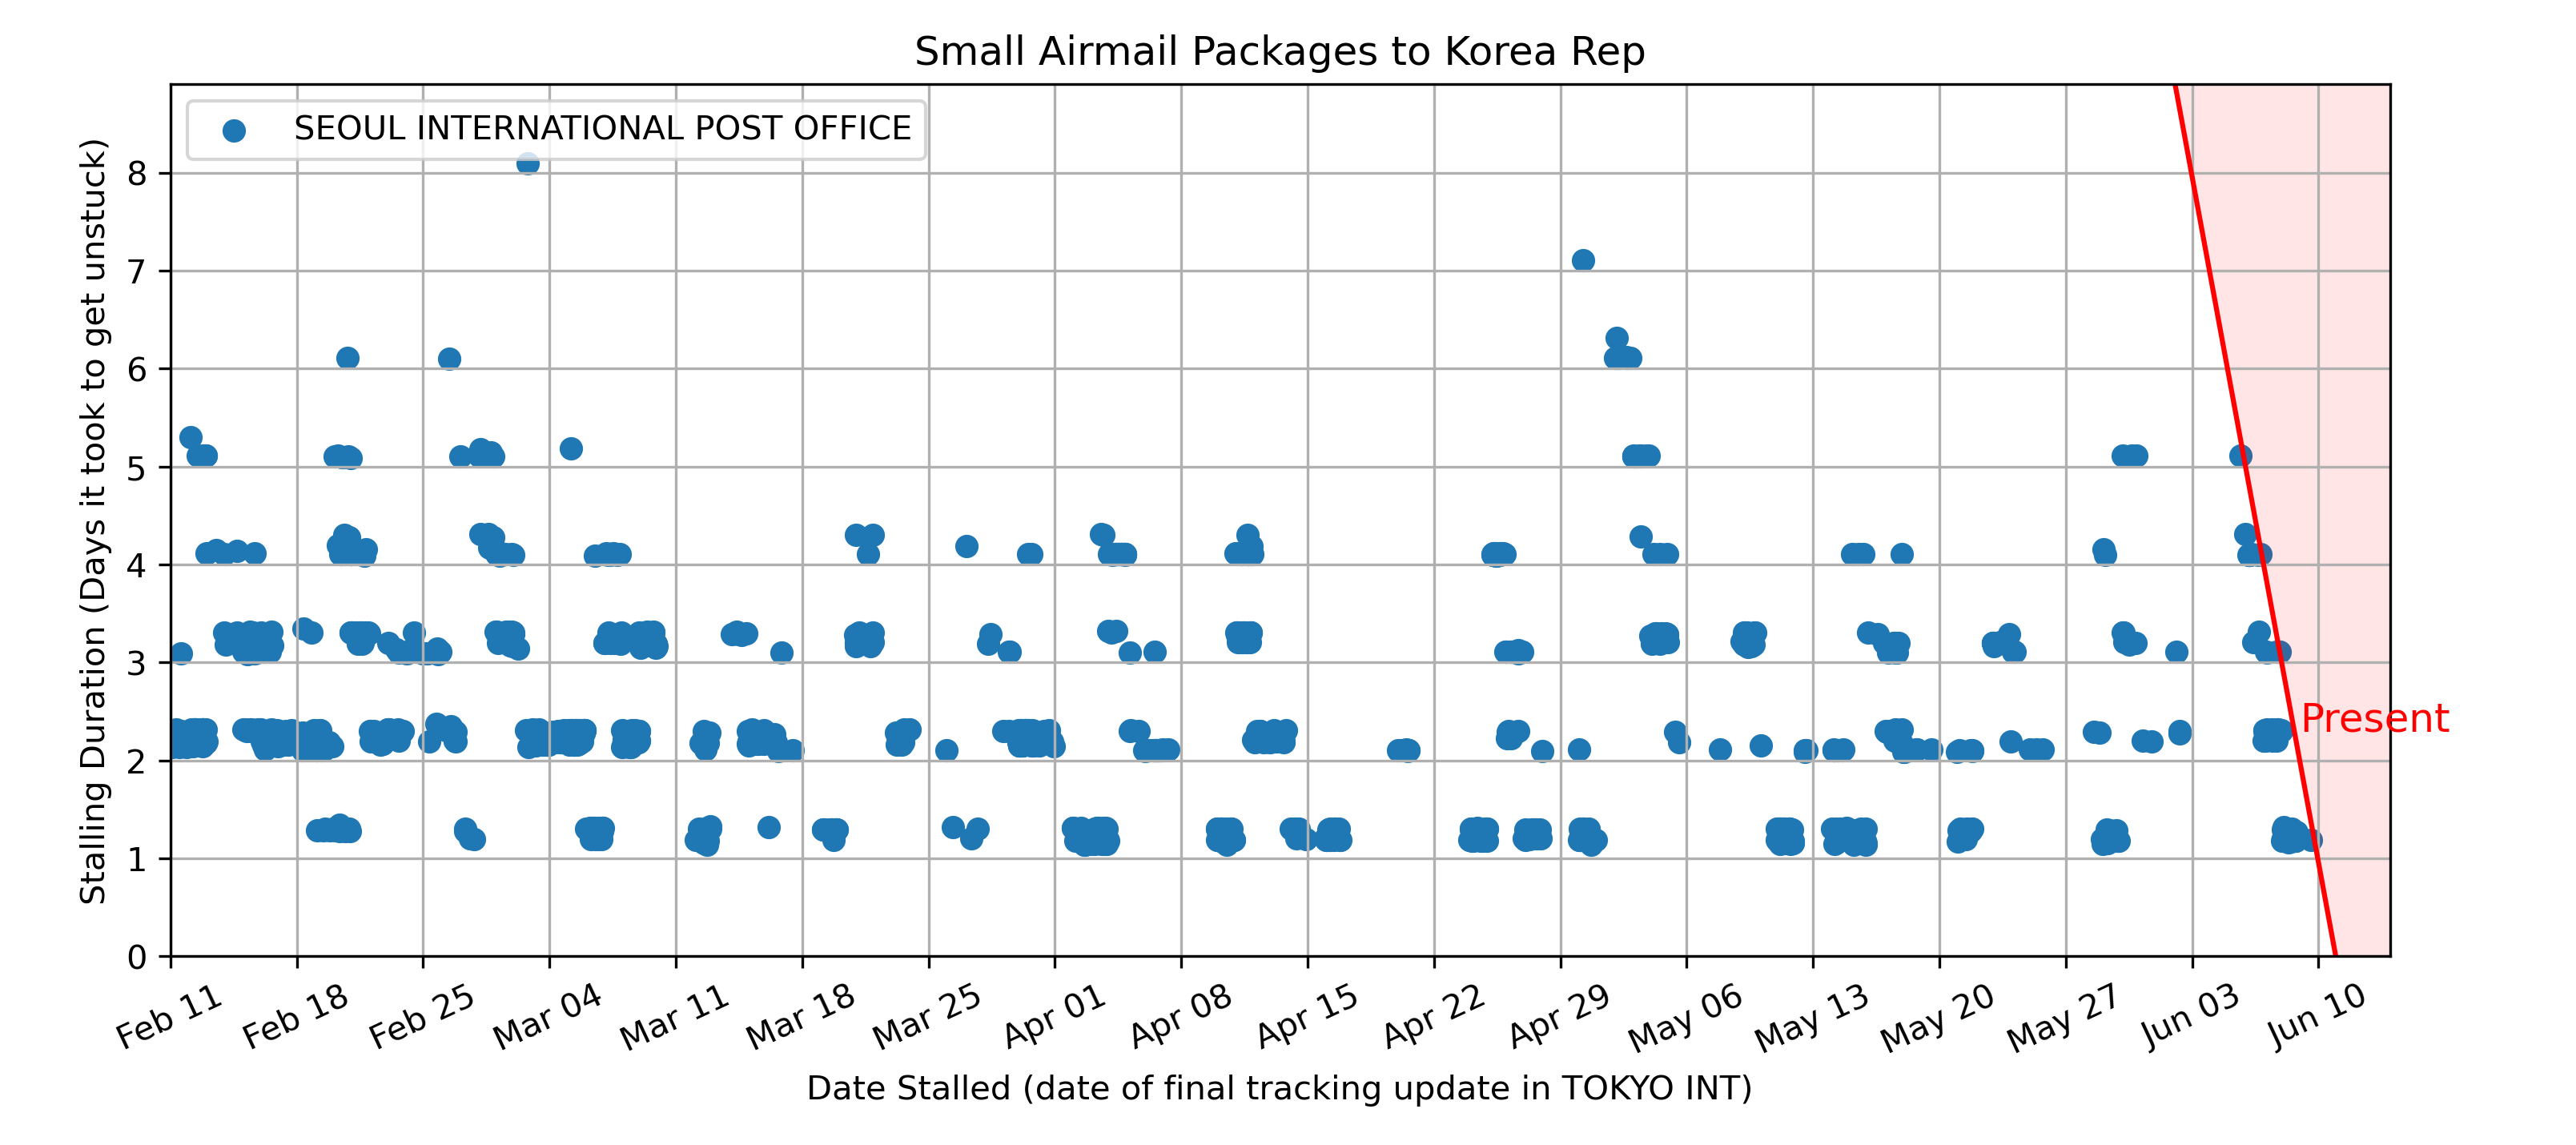 Small Airmail Packages to Korea Rep
SEOUL INTERNATIONAL POST OFFICE
Stalling Duration (Days it took to get unstuck)
8
7
6
5
4
3
2
1
0
Present
Feb 11
Feb 18
Feb 25
Mar 04
Mar 11
Mar 18
Mar 25
Apr 01
Apr 08
Apr 15
Apr 22
Apr 29
May 06
May 13
May 20
May 27
Jun 03
Jun 10
Date Stalled (date of final tracking update in TOKYO INT)